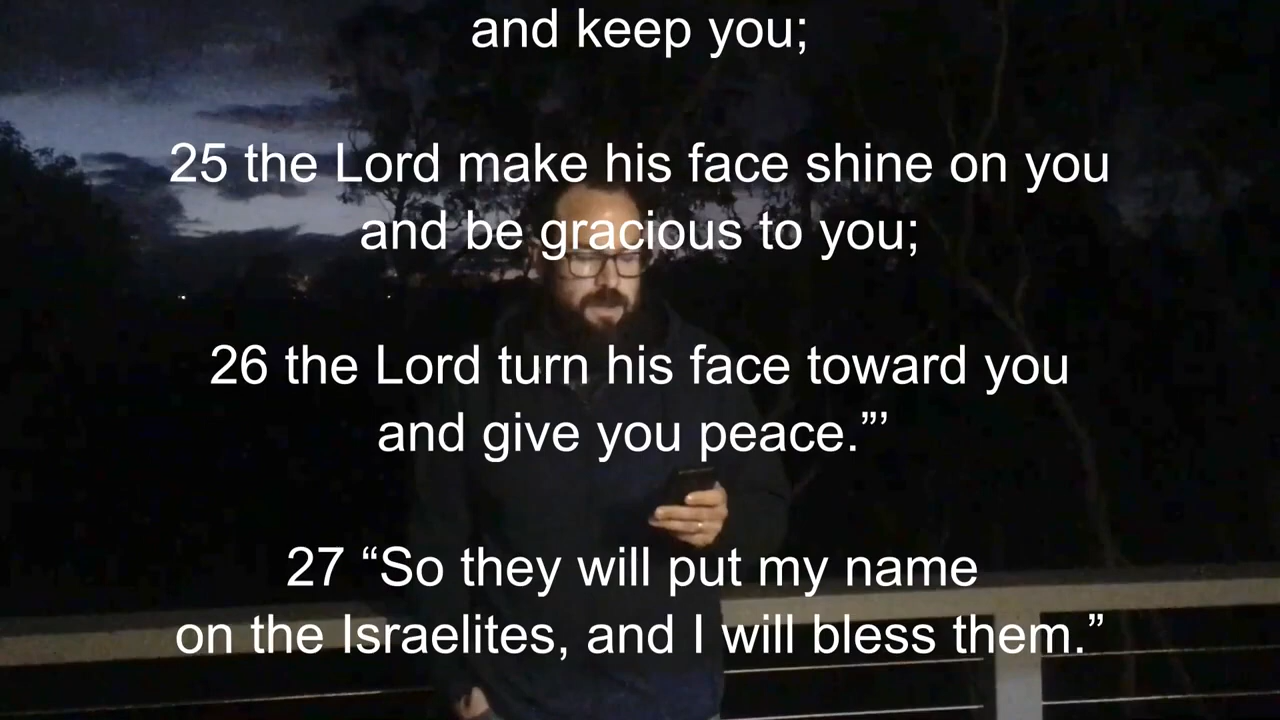 and keep you;
25 the Lord make his face shine on you
and be gracious to you;
26 the Lord turn his face toward you
and give you peace.”’
27 “So they will put my name
on the Israelites, and I will bless them.”